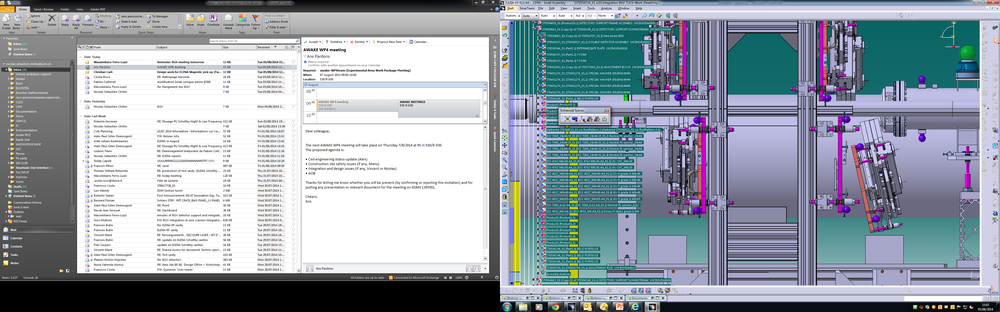 Inbox - nicolas.sebastien.chritin@cern.ch - Microsoft Outlook
File Home Send / Receive Folder View Adobe PDF
New E-mail
New Items
Ignore
Clean Up
Junk
Delete
Reply
Reply All
Forward
Meeting
IM
More
cern pension/m...
Team E-mail
Reply & Delete
To Manager
Done
Create New
Move
Rules
OneNote
Unread/ Read
Categorize
Follow Up
Find a Contact
Address Book
Filter E-mail
New Delete Respond Quick Steps Move Tags Find
Favorites
Inbox (26)
Sent Items
Deleted Items (9)
nicolas.sebastien.chritin@cern.ch
Inbox (26)
Astuces pratiques support
Awake
Biere
BOOSTER
Buncher Steffen/Ahmed
cern pension/maladie/salaire/ert...
CLIC1
CTF3
Documentation
Elena
GRACQ
IC
Instrumentation
Isolde RFQ
Kayak club
kNOWLEDGE BASE
LHC
Phone
PS cavity
SKI CLUB
Smarteam User Interface (1)
TAC/NTOF
trainnee
Victor
Drafts [55]
Sent Items
Deleted Items (9)
Conversation History
Junk E-mail
Outbox
mail
RSS Feeds
Mail
Calendar
Contacts
Tasks
Notes
Items: 5,027 Unread: 26
Search Inbox (Ctrl+E)
From Subject Size Received C...
Date: Today
Massimiliano Ferro-Luzzi Reminder: BGV meeting tomorrow 13 KB Tue 05/08/2014 15...
Ans Pardons AWAKE WP4 meeting 15 KB Tue 05/08/2014 12:...
Christian Carli Design work for ELENA Magnetic pick-up [Fw... 13 KB Tue 05/08/2014 12...
Cecilia Rossi RE: Rattrapage mercredi 24 KB Tue 05/08/2014 11:...
Fabien Cottenot modification bride conique pleine Ø206 11 KB Tue 05/08/2014 11:...
Massimiliano Ferro-Luzzi Re: Rangement doc BGV 9 KB Tue 05/08/2014 10:...
Nicolas Sebastien Chritin 7 KB Tue 05/08/2014 04:...
Date: Yesterday
Nicolas Sebastien Chritin BGV 7 KB Mon 04/08/2014 2...
Date: Last Week
Roberto Kersevan RE: Etuvage PU Schottky Hight & Low Frequency 422 KB Sun 03/08/2014 19:...
Nicolas Sebastien Chritin 7 KB Sat 02/08/2014 15:39
Ccrb Planning LD2IC 2014 Information / Informations sur l'ex... 57 KB Fri 01/08/2014 18:07
Alain Paul Gilles Demougeot FW: Belows info 52 KB Fri 01/08/2014 15:52
Antti Juhani Kolehmainen ELENA in August 14 KB Fri 01/08/2014 15:43
Alain Paul Gilles Demougeot RE: Etuvage PU Schottky Hight & Low Frequency 422 KB Fri 01/08/2014 14:10
Ludovic Favre RE: Demenagement temporaire de Fabien Cott... 15 KB Fri 01/08/2014 11:26
Nicolas Sebastien Chritin RE: ELENA reports 11 KB Fri 01/08/2014 11:18
Teddy Capelli UUUURRRRGGGGEEEENNNNNNNTTTT !!!!!!!! 9 KB Fri 01/08/2014 10:20
Francois Pillon RE: Joint 497 KB Fri 01/08/2014 09:50
Thomas William Birtwistle RE: production of test cavity (ELENA Schottky ... 23 KB Thu 31/07/2014 18:...
Massimiliano Ferro-Luzzi RE: today meeting 128 KB Thu 31/07/2014 10:...
cecilia.rossi@libero.it Fete de Geneve 19 KB Thu 31/07/2014 09:...
Francisco Costa ST0617736_01 10 KB Wed 30/07/2014 1...
Luis Alberty EDM Section lunch 2 MB Wed 30/07/2014 1...
Roberto Saban First Announcement: EN-KT Innovation Day, Tu... 102 KB Wed 30/07/2014 1...
Bernard Florian fichiers STEP - RPT CRATE_BIAS PANEL_LV PANEL 6 MB Wed 30/07/2014 1...
Alain Paul Gilles Demougeot RE: Point 30 KB Wed 30/07/2014 1...
Pascal Jean Secouet RE: Dashboard 26 KB Wed 30/07/2014 1...
Massimiliano Ferro-Luzzi minutes of BGV detector support and integrati... 10 KB Wed 30/07/2014 1...
Yvon Muttoni FW: BGV integration & wire scanner integratio... 628 KB Wed 30/07/2014 0...
Francois Butin Re: ELENA RF cavity 13 KB Tue 29/07/2014 19:...
Francois Butin ELENA RF cavity 11 KB Tue 29/07/2014 16:...
Vincent Maire RE: Renseignements , DECOUPE LASER / JET D'... 36 KB Tue 29/07/2014 16:...
Francois Butin RE: update on ELENA Schottky cavities 58 KB Tue 29/07/2014 16:...
Fritz Caspers update on ELENA Schottky cavities 54 KB Tue 29/07/2014 15:...
Vincent Maire RE: Shared Access for document: Technic speci... 15 KB Tue 29/07/2014 11:...
Alain Paul Gilles Demougeot RE: Test cavity 103 KB Tue 29/07/2014 10:...
Plamen Hristov Hopchev Re: BGV detectors 385 KB Mon 28/07/2014 1...
Nuria Valverde Alonso RE: New Job BE-BI: Design Office + Workshop 41 KB Mon 28/07/2014 1...
Francisco Costa FW: Question "User needs" 15 KB Mon 28/07/2014 1...
Accept Tentative Decline Propose New Time Calendar...
AWAKE WP4 meeting
Ans Pardons
Please respond.
Conflicts with another appointment on your Calendar.
Required: awake-WP4team (Experimental Area Work Package Meeting)
When: 07 August 2014 09:00-10:00
Location: 530/R-030
07 August
08 00
09 00
10 00
AWAKE WP4 meeting
530/R-030
Ans Pardons
AWAKE MEETINGS
530-R-030
Dear colleague,
The next AWAKE WP4 meeting will take place on Thursday 7/8/2014 at 9h in 530/R-030.
The proposed agenda is:
• Civil engineering status update (Alex)
• Construction site safety issues (if any, Manu)
• Integration and design issues (if any, Vincent or Nicolas)
• AOB
Thanks for letting me know whether you will be present (by confirming or rejecting this invitation) and for
putting any presentation or relevant document for the meeting on EDMS 1397051.
Cheers,
Ans
Ans Pardons
All folders are up to date. Connected to Microsoft Exchange 100%
Today: 0 Tasks
Quick Contacts
CATIA V5 R23 64 - CERN : Small Assembly - - - [ST0556334_01 a.03 Integration BGV 7L4 In Work (ReadOnly) ]
Start SmarTeam File Edit View Insert Tools Analyze Window Help
Autom. Auto Auto Auto Aut Aut None
ST0594059_01 (Product20.1) DETECTORS SUPPORT FRAME ASSEMBLY LHCBGVDA0005
ST0594063_01 (Copy (1) of ST0590345_01.1) DETECTORS SUPPORT DOWNSTREAM LHCBGVDA0006
ST0594062_01 (Copy (1) of ST0591787_01.1) fake beam Ø60
ST0566527_01 (ST0566527_01.1) DOUBLE DETECTOR ASSEMBLY LHCBGVDA0007
ST0590346_01 (Part2.1) INTERMEDIATE PLATE LHCBGVDA0018
ST0596337_01 (Part1.2) T FORK
ST0596337_01 (Part1.3) T FORK
ST0592002_01 (Copy (1) of ST0272963_01.1) ADJUSTMENT BLOCK LHCBGVDA0015
ST0601276_01 (ST0601276_01.1) SPECIAL WASHER Ø9/Ø60/4MM
ST0601276_01 (ST0601276_01.2) SPECIAL WASHER Ø9/Ø60/4MM
ST0601276_01 (ST0601276_01.3) SPECIAL WASHER Ø9/Ø60/4MM
ST0601276_01 (ST0601276_01.4) SPECIAL WASHER Ø9/Ø60/4MM
ST0596248_01 (Part1.1) BILLE PORTEUSE
Product3 (Product3.1)
Product3
Product3
Product3
Enhanced Scenes
Gathered ST0390521_01 on RectPattern.2 (Gathered ST0390521_01 on RectPattern.2.1)
ISO 7089_24x44-St_01 (ISO 7089_24x44-St_01.2) Normal PL washer_24x44
ISO 7089_24x44-St_01 (ISO 7089_24x44-St_01.1) Normal PL washer_24x44
ISO 7089_24x44-St_01 (ISO 7089_24x44-St_01.3) Normal PL washer_24x44
ISO 7089_24x44-St_01 (ISO 7089_24x44-St_01.4) Normal PL washer_24x44
ISO 4762 M8x30-A4_01 (ISO 4762 M8x30-A4_01.1) Vis CHC_M8x30
ISO 4762 M8x30-A4_01 (ISO 4762 M8x30-A4_01.2) Vis CHC_M8x30
ISO 4017_M8x40-A4_01 (ISO 4017_M8x40-A4_01.1) Vis H grade A M8x40
ISO 4017_M8x40-A4_01 (ISO 4017_M8x40-A4_01.2) Vis H grade A M8x40
ISO 4017_M8x40-A4_01 (ISO 4017_M8x40-A4_01.3) Vis H grade A M8x40
ISO 4017_M8x40-A4_01 (ISO 4017_M8x40-A4_01.4) Vis H grade A M8x40
ISO 4017_M6x65-A4_01 (ISO 4017_M6x65-A4_01.1) Vis H grade A M6x65
ISO 7089_6x12-A4_01 (ISO 7089_6x12-A4_01.1) Normal PL washer_6x12
ISO 4032_M6-A4_01 (ISO 4032_M6-A4_01.1) Ecrou H style1 grade A M6
Product1 (Product1.1)
Product1 (Product1.2)
Product1 (Product1.3)
Product1 (Product1.4)
Product1 (Product1.5)
ST0596248_01 (Part1.4) BILLE PORTEUSE
ST0596248_01 (Part1.5) BILLE PORTEUSE
ST0596248_01 (Part1.6) BILLE PORTEUSE
ST0606769_01 (ST0606769_01.1) ADJUSTMENT ROD LHCBGVDA0017
Assembly features
ST0594063_01 (Copy (1) of ST0590345_01.2) DETECTORS SUPPORT DOWNSTREAM LHCBGVDA0006
(Bottom-u... (Bottom-u... (Bottom-u... Documents
CATIA
15:07
05/08/2014